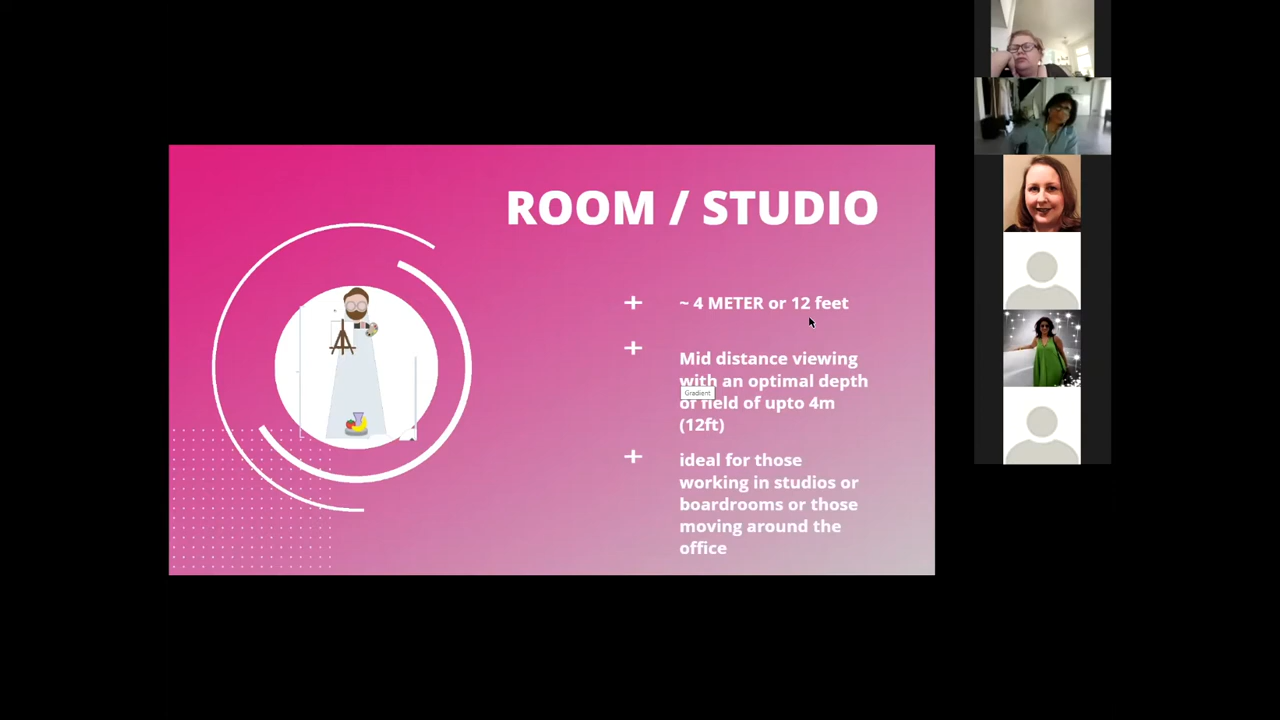 ROOM / STUDIO
~ 4 METER or 12 feet
Mid distance viewing
with an optimal depth
Gradient
of field of upto 4m
(12ft)
ideal for those
working in studios or
boardrooms or those
moving around the
office